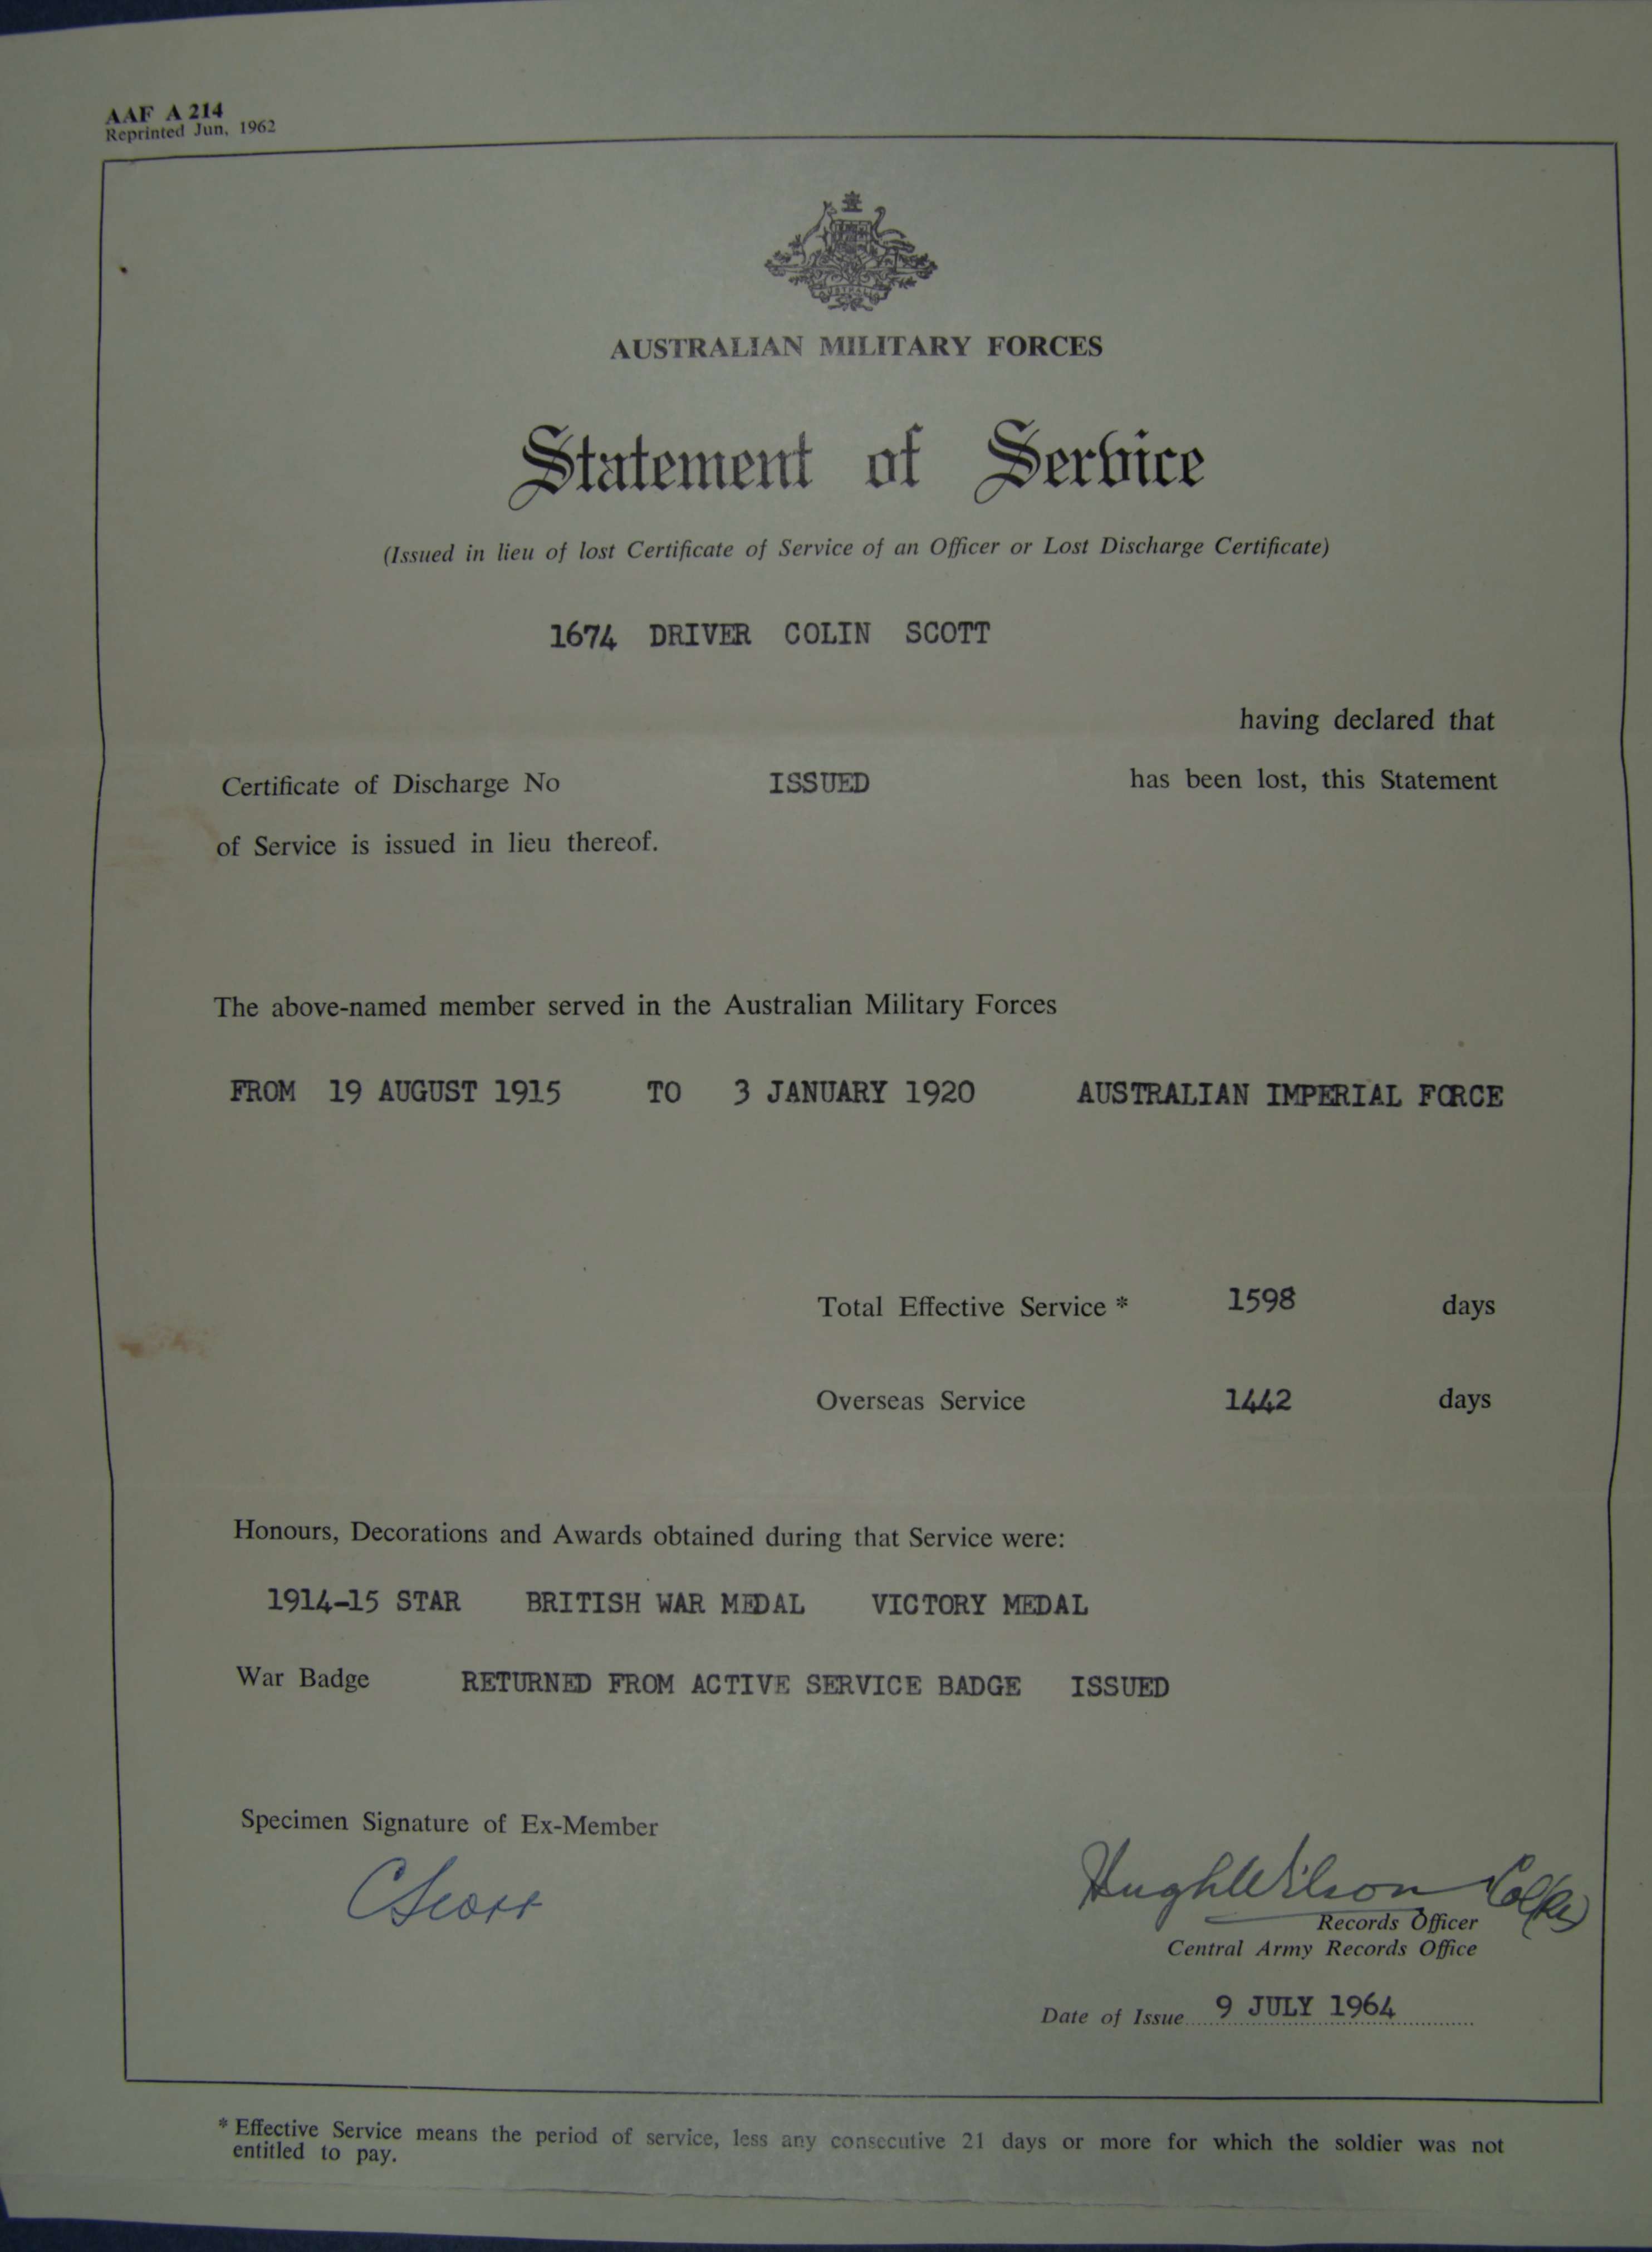 AAF A 214
Reprinted Jun. 1962
AUSTRALIA
AUSTRALIAN MILITARY FORCES
Statement of Service
(Issued in lieu of lost Certificate of Service of an Officer or Lost Discharge Certificate)
1674 DRIVER COLIN SCOTT
having declared that
Certificate of Discharge No ISSUED has been lost, this Statement
of Service is issued in lieu thereof.
The above-named member served in the Australian Military Forces
FROM 19 AUGUST 1915 TO 3 JANUARY 1920 AUSTRALIAN IMPERIAL FORCE
Total Effective Service * 1598 days
Overseas Service 1442 days
Honours, Decorations and Awards obtained during that Service were:
1914-15 STAR BRITISH WAR MEDAL VICTORY MEDAL
War Badge RETURNED FROM ACTIVE SERVICE BADGE ISSUED
Specimen Signature of Ex-Member
C Scott
Hugh Wilson Col
Records Officer
Central Army Records Office
Date of Issue 9 JULY 1964
* Effective Service means the period of service, less any consecutive 21 days or more for which the soldier was not
entitled to pay.